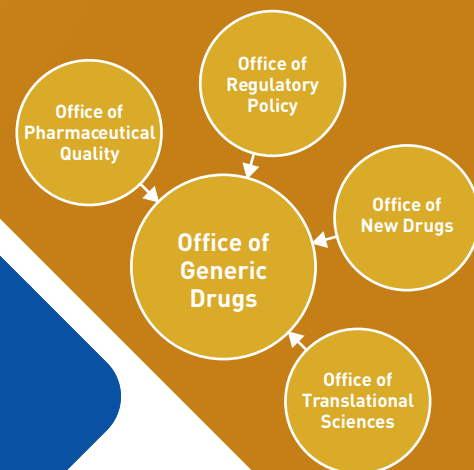 Office of
Regulatory
Policy
Office of
Pharmaceutical
Quality
Office of
New Drugs
Office of
Generic
Drugs
Office of
Translational
Sciences